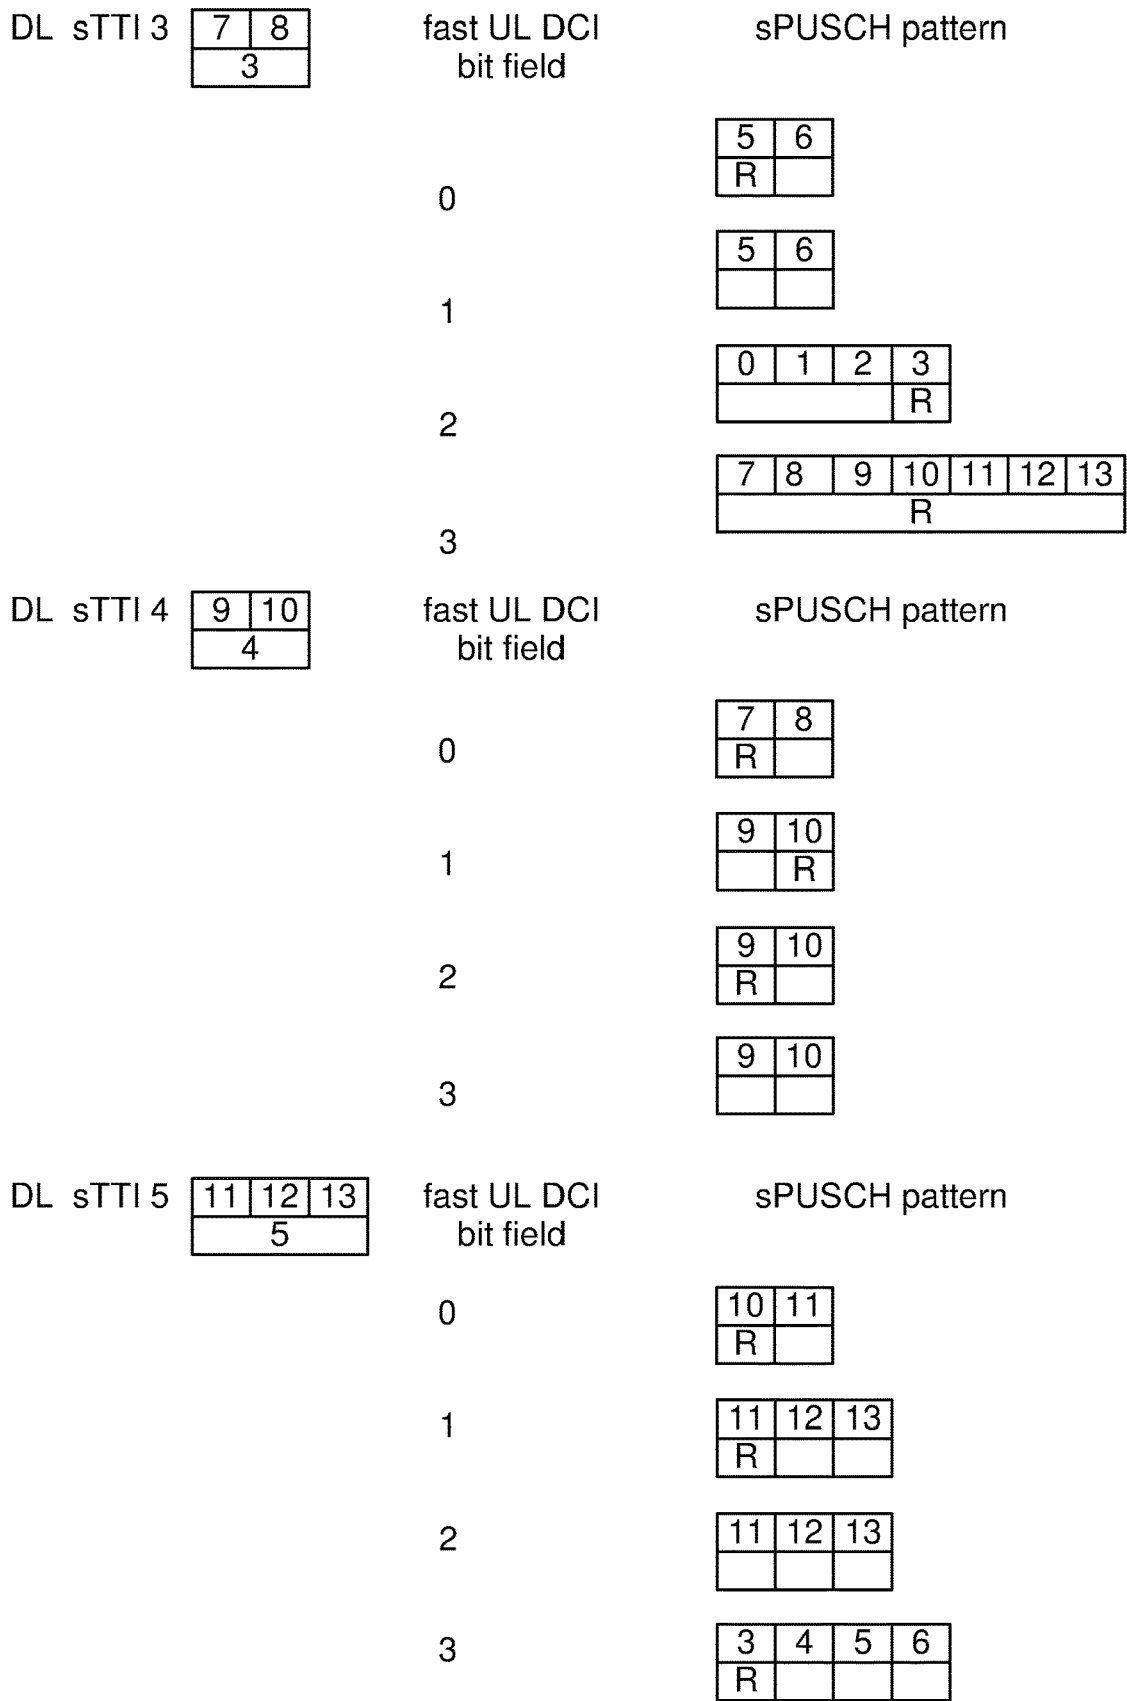 DL sTTI 3 7 8 fast UL DCI sPUSCH pattern
3 bit field
5 6
R
0
5 6
1
0 1 2 3
R
2
7 8 9 10 11 12 13
R
3
DL sTTI 4 9 10 fast UL DCI sPUSCH pattern
4 bit field
7 8
0 R
9 10
1 R
9 10
2 R
9 10
3
DL sTTI 5 11 12 13 fast UL DCI sPUSCH pattern
5 bit field
10 11
0 R
11 12 13
1 R
11 12 13
2
3 4 5 6
3 R